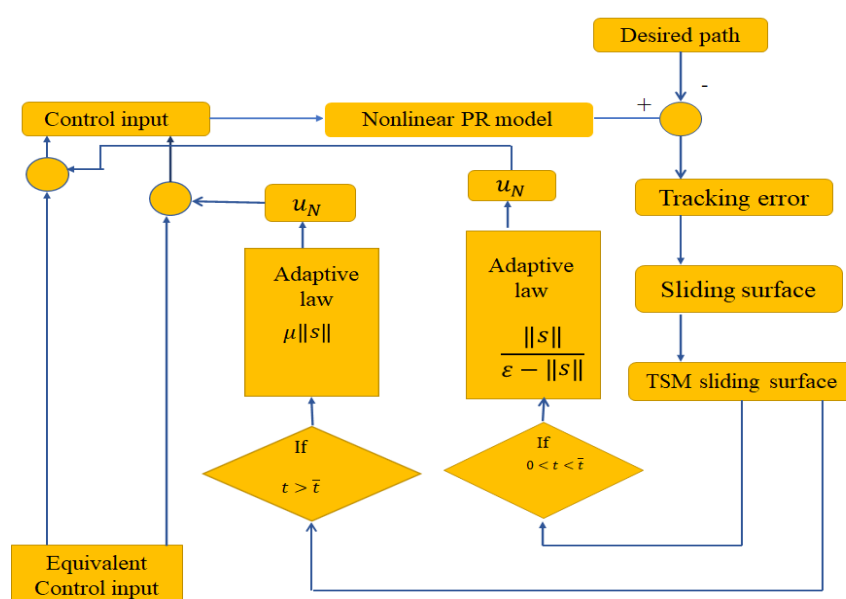 Desired path
-
+
Control input
Nonlinear PR model
u_N
u_N
Tracking error
Adaptive
law
μ‖s‖
Adaptive
law
‖s‖
ε − ‖s‖
Sliding surface
TSM sliding surface
If
t > t̅
If
0 < t < t̅
Equivalent
Control input